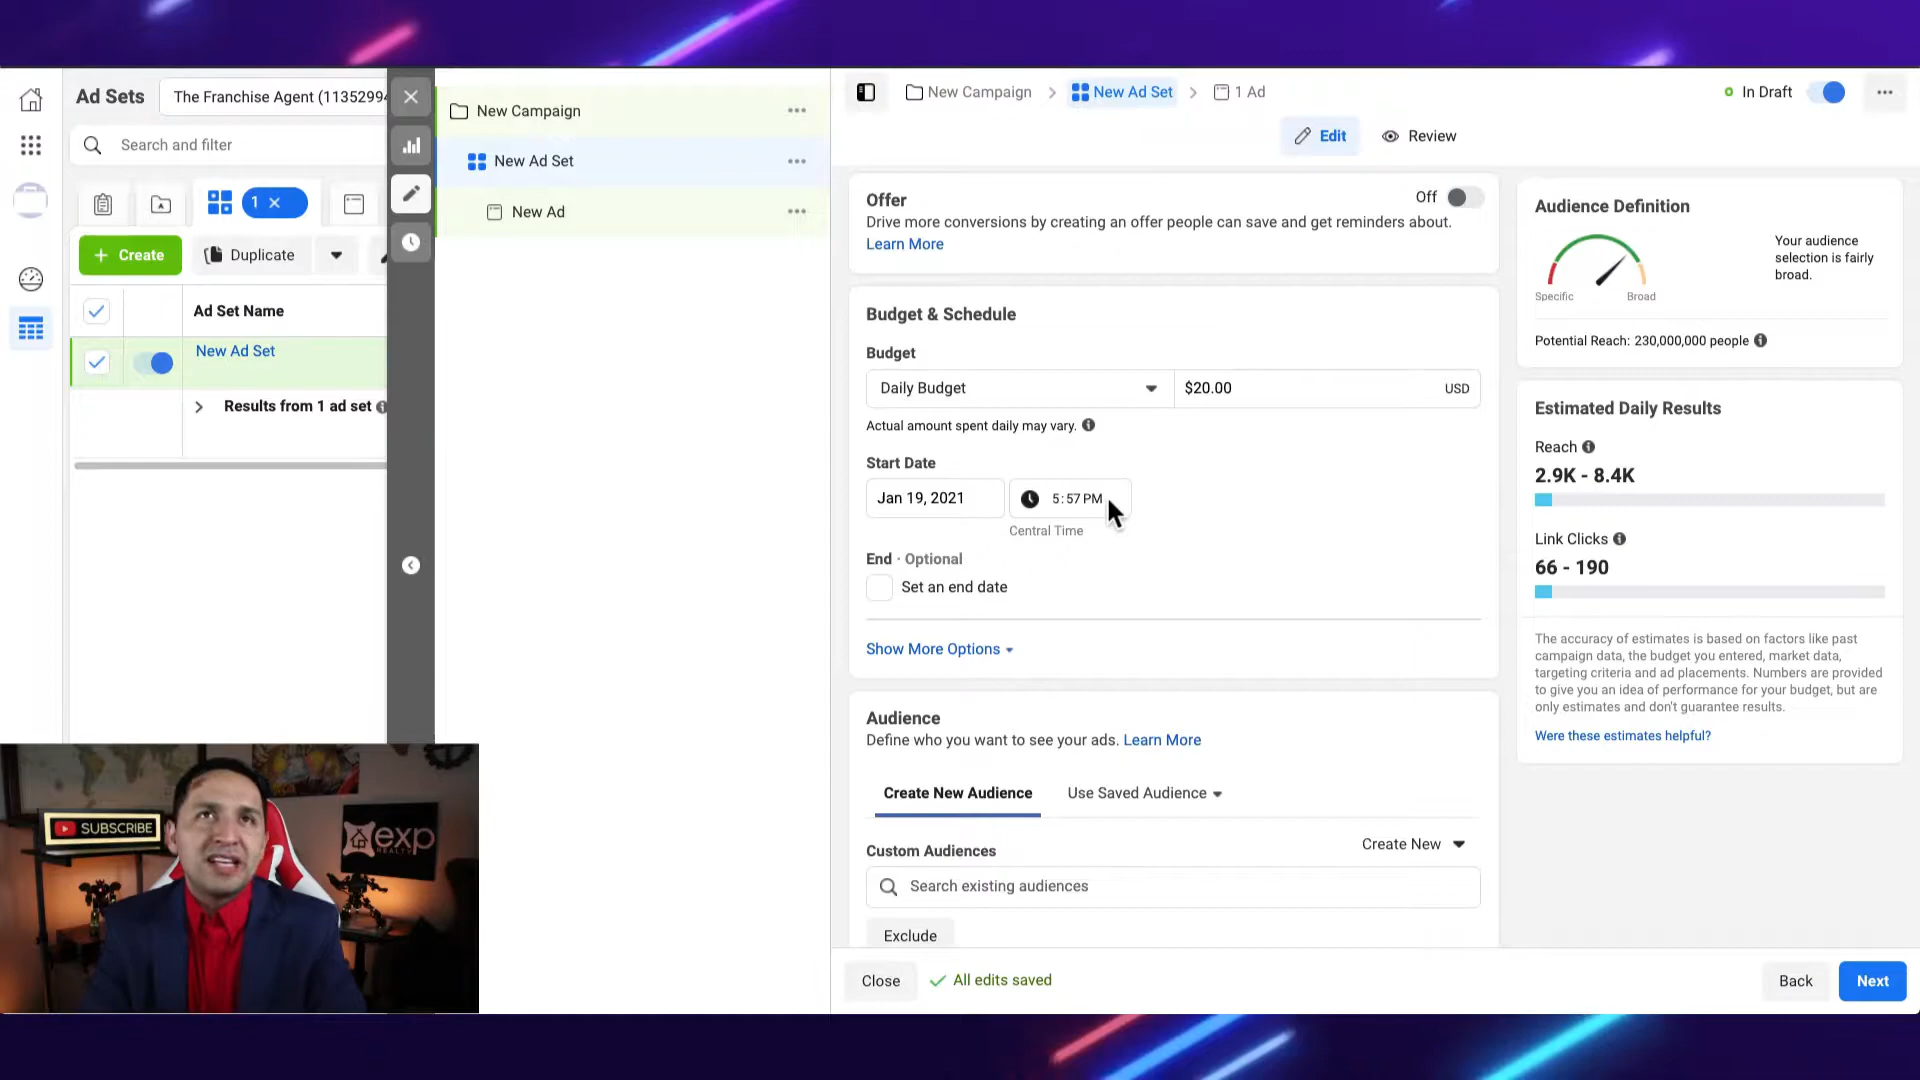 Ad Sets
The Franchise Agent (11352994
Search and filter
1
Create
Duplicate
Ad Set Name
New Ad Set
Results from 1 ad set
New Campaign
New Ad Set
New Ad
New Campaign
New Ad Set
1 Ad
In Draft
Edit
Review
Offer
Off
Drive more conversions by creating an offer people can save and get reminders about.
Learn More
Budget & Schedule
Budget
Daily Budget
$20.00
USD
Actual amount spent daily may vary.
Start Date
Jan 19, 2021
5:57 PM
Central Time
End · Optional
Set an end date
Show More Options
Audience
Define who you want to see your ads. Learn More
Create New Audience
Use Saved Audience
Custom Audiences
Create New
Search existing audiences
Exclude
Close
All edits saved
Back
Next
Audience Definition
Your audience
selection is fairly
broad.
Specific
Broad
Potential Reach: 230,000,000 people
Estimated Daily Results
Reach
2.9K - 8.4K
Link Clicks
66 - 190
The accuracy of estimates is based on factors like past
campaign data, the budget you entered, market data,
targeting criteria and ad placements. Numbers are provided
to give you an idea of performance for your budget, but are
only estimates and don't guarantee results.
Were these estimates helpful?
SUBSCRIBE
exp
REALTY